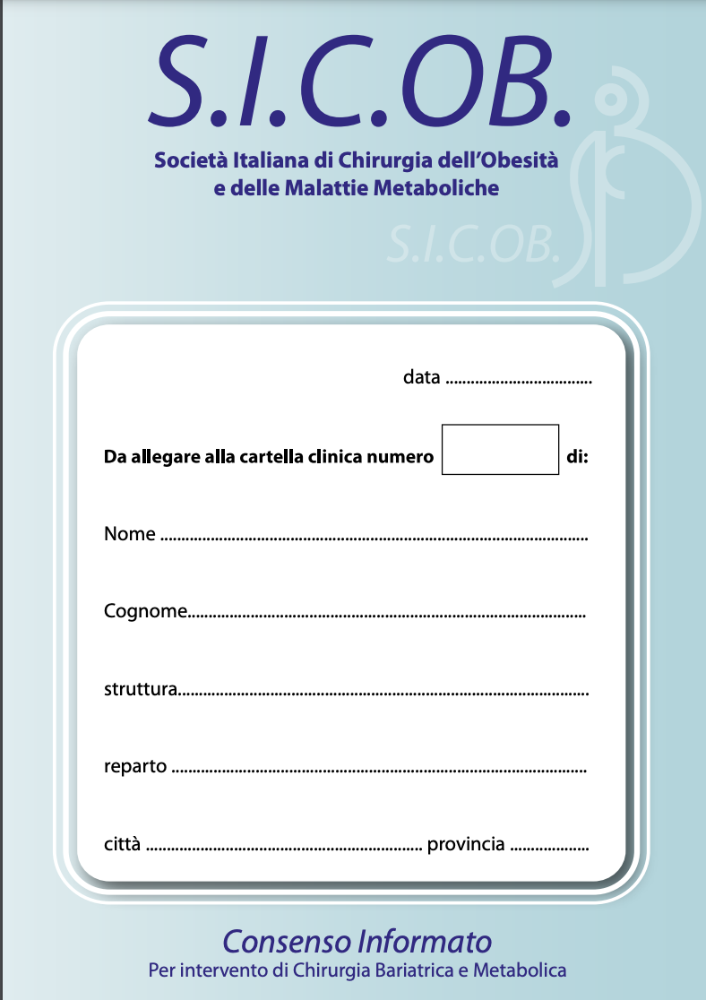 S.I.C.OB.
Società Italiana di Chirurgia dell'Obesità
e delle Malattie Metaboliche
S.I.C.OB.
data ...................................
Da allegare alla cartella clinica numero di:
Nome ......................................................................................................
Cognome...............................................................................................
struttura..................................................................................................
reparto ...................................................................................................
città .................................................................. provincia ...................
Consenso Informato
Per intervento di Chirurgia Bariatrica e Metabolica